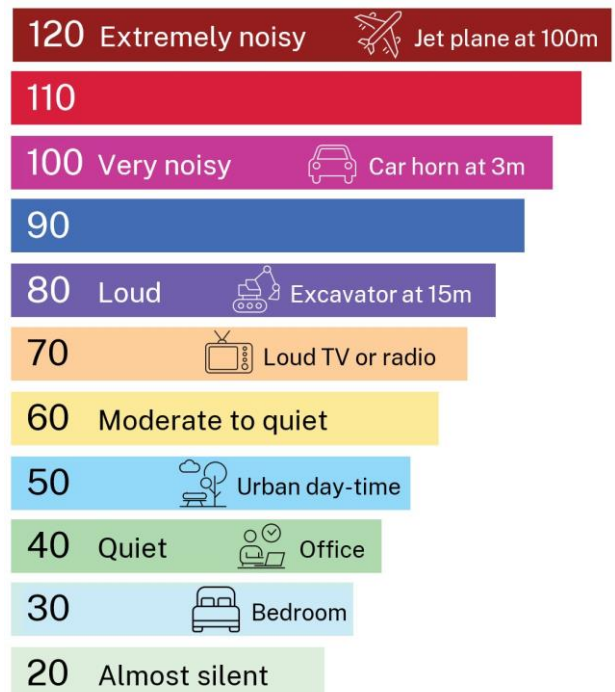 120 Extremely noisy Jet plane at 100m
110
100 Very noisy Car horn at 3m
90
80 Loud Excavator at 15m
70 Loud TV or radio
60 Moderate to quiet
50 Urban day-time
40 Quiet Office
30 Bedroom
20 Almost silent